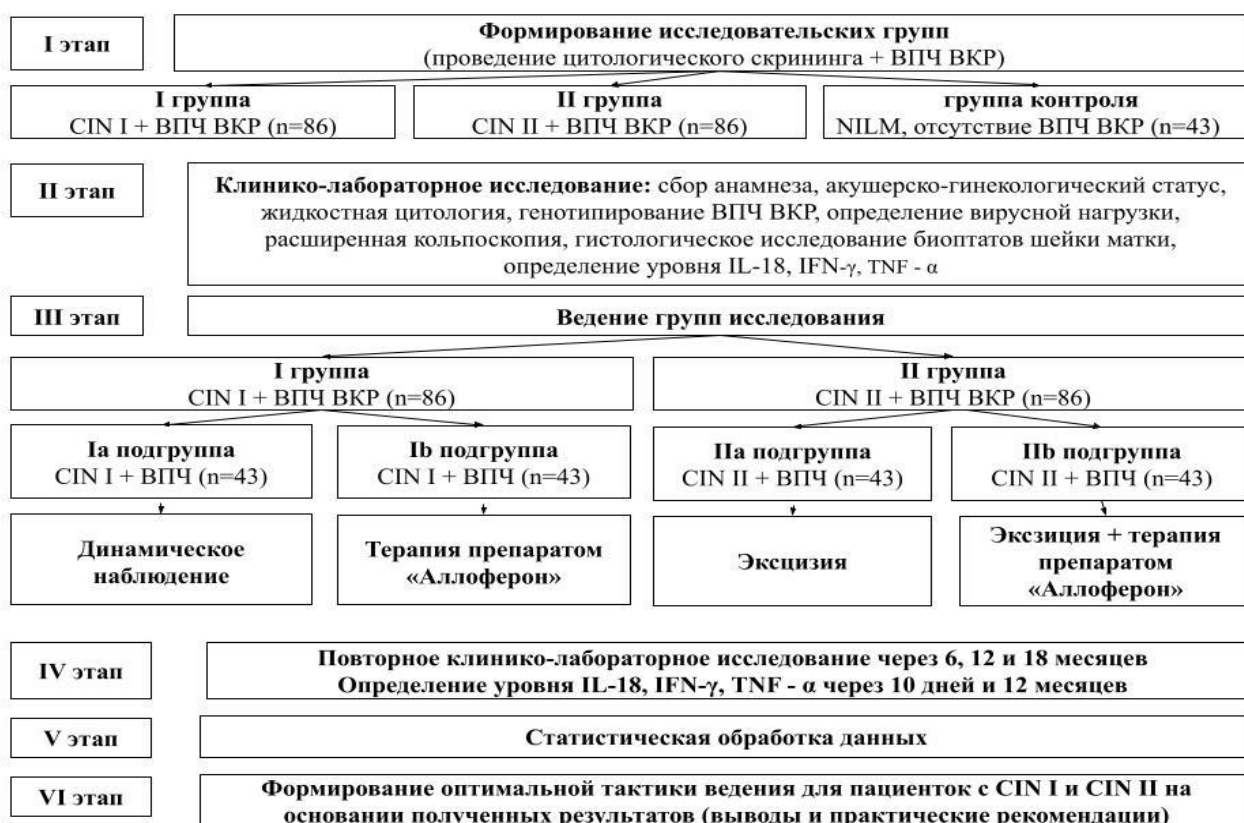 I этап
Формирование исследовательских групп
(проведение цитологического скрининга + ВПЧ ВКР)
I группа
CIN I + ВПЧ ВКР (n=86)
II группа
CIN II + ВПЧ ВКР (n=86)
группа контроля
NILM, отсутствие ВПЧ ВКР (n=43)
II этап
Клинико-лабораторное исследование: сбор анамнеза, акушерско-гинекологический статус,
жидкостная цитология, генотипирование ВПЧ ВКР, определение вирусной нагрузки,
расширенная кольпоскопия, гистологическое исследование биоптатов шейки матки,
определение уровня IL-18, IFN-γ, TNF - α
III этап
Ведение групп исследования
I группа
CIN I + ВПЧ ВКР (n=86)
II группа
CIN II + ВПЧ ВКР (n=86)
Ia подгруппа
CIN I + ВПЧ (n=43)
Ib подгруппа
CIN I + ВПЧ (n=43)
IIa подгруппа
CIN II + ВПЧ (n=43)
IIb подгруппа
CIN II + ВПЧ (n=43)
Динамическое
наблюдение
Терапия препаратом
«Аллоферон»
Эксцизия
Эксзиция + терапия
препаратом
«Аллоферон»
IV этап
Повторное клинико-лабораторное исследование через 6, 12 и 18 месяцев
Определение уровня IL-18, IFN-γ, TNF - α через 10 дней и 12 месяцев
V этап
Статистическая обработка данных
VI этап
Формирование оптимальной тактики ведения для пациенток с CIN I и CIN II на
основании полученных результатов (выводы и практические рекомендации)